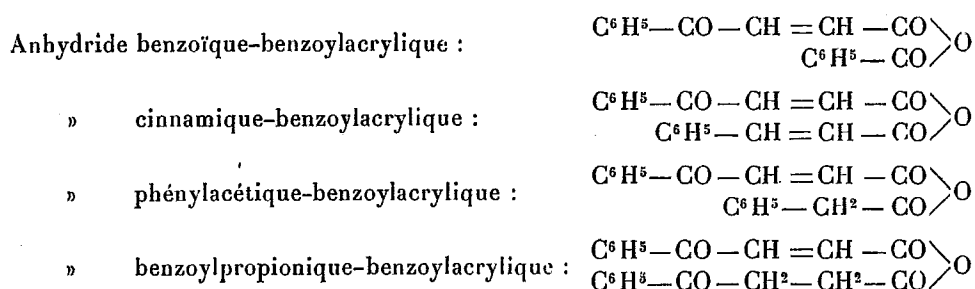 C⁶H⁵— CO — CH = CH — CO\
Anhydride benzoïque-benzoylacrylique : >O
C⁶H⁵— CO/
C⁶H⁵— CO — CH = CH — CO\
» cinnamique-benzoylacrylique : >O
C⁶H⁵— CH = CH — CO/
C⁶H⁵— CO — CH = CH — CO\
» phénylacétique-benzoylacrylique : >O
C⁶H⁵— CH² — CO/
C⁶H⁵— CO — CH = CH — CO\
» benzoylpropionique-benzoylacrylique : >O
C⁶H⁵— CO — CH²— CH²— CO/